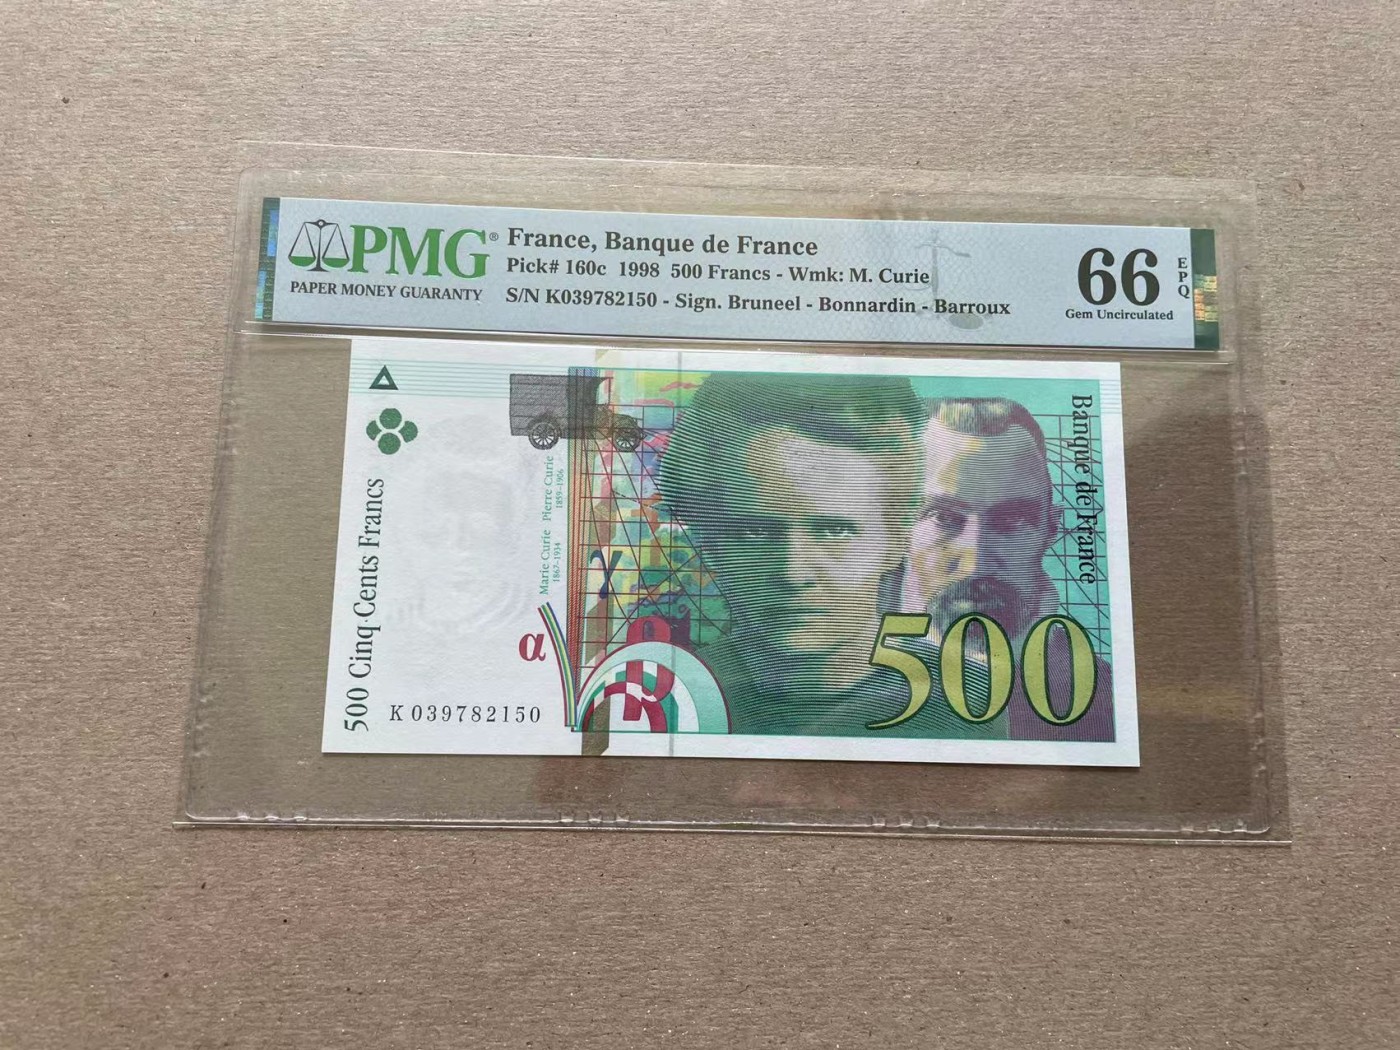 PMG®
PAPER MONEY GUARANTY
France, Banque de France
Pick# 160c 1998 500 Francs - Wmk: M. Curie
S/N K039782150 - Sign. Bruneel - Bonnardin - Barroux
66
Gem Uncirculated
EPQ
500 Cinq Cents Francs
K 039782150
Marie Curie Pierre Curie
1867-1934 1859-1906
α
β
γ
Banque de France
500